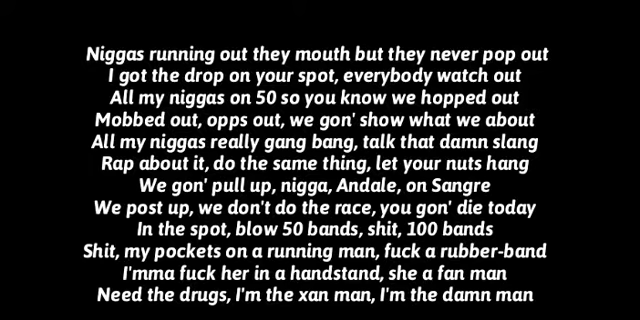 Niggas running out they mouth but they never pop out
I got the drop on your spot, everybody watch out
All my niggas on 50 so you know we hopped out
Mobbed out, opps out, we gon' show what we about
All my niggas really gang bang, talk that damn slang
Rap about it, do the same thing, let your nuts hang
We gon' pull up, nigga, Andale, on Sangre
We post up, we don't do the race, you gon' die today
In the spot, blow 50 bands, shit, 100 bands
Shit, my pockets on a running man, fuck a rubber-band
I'mma fuck her in a handstand, she a fan man
Need the drugs, I'm the xan man, I'm the damn man